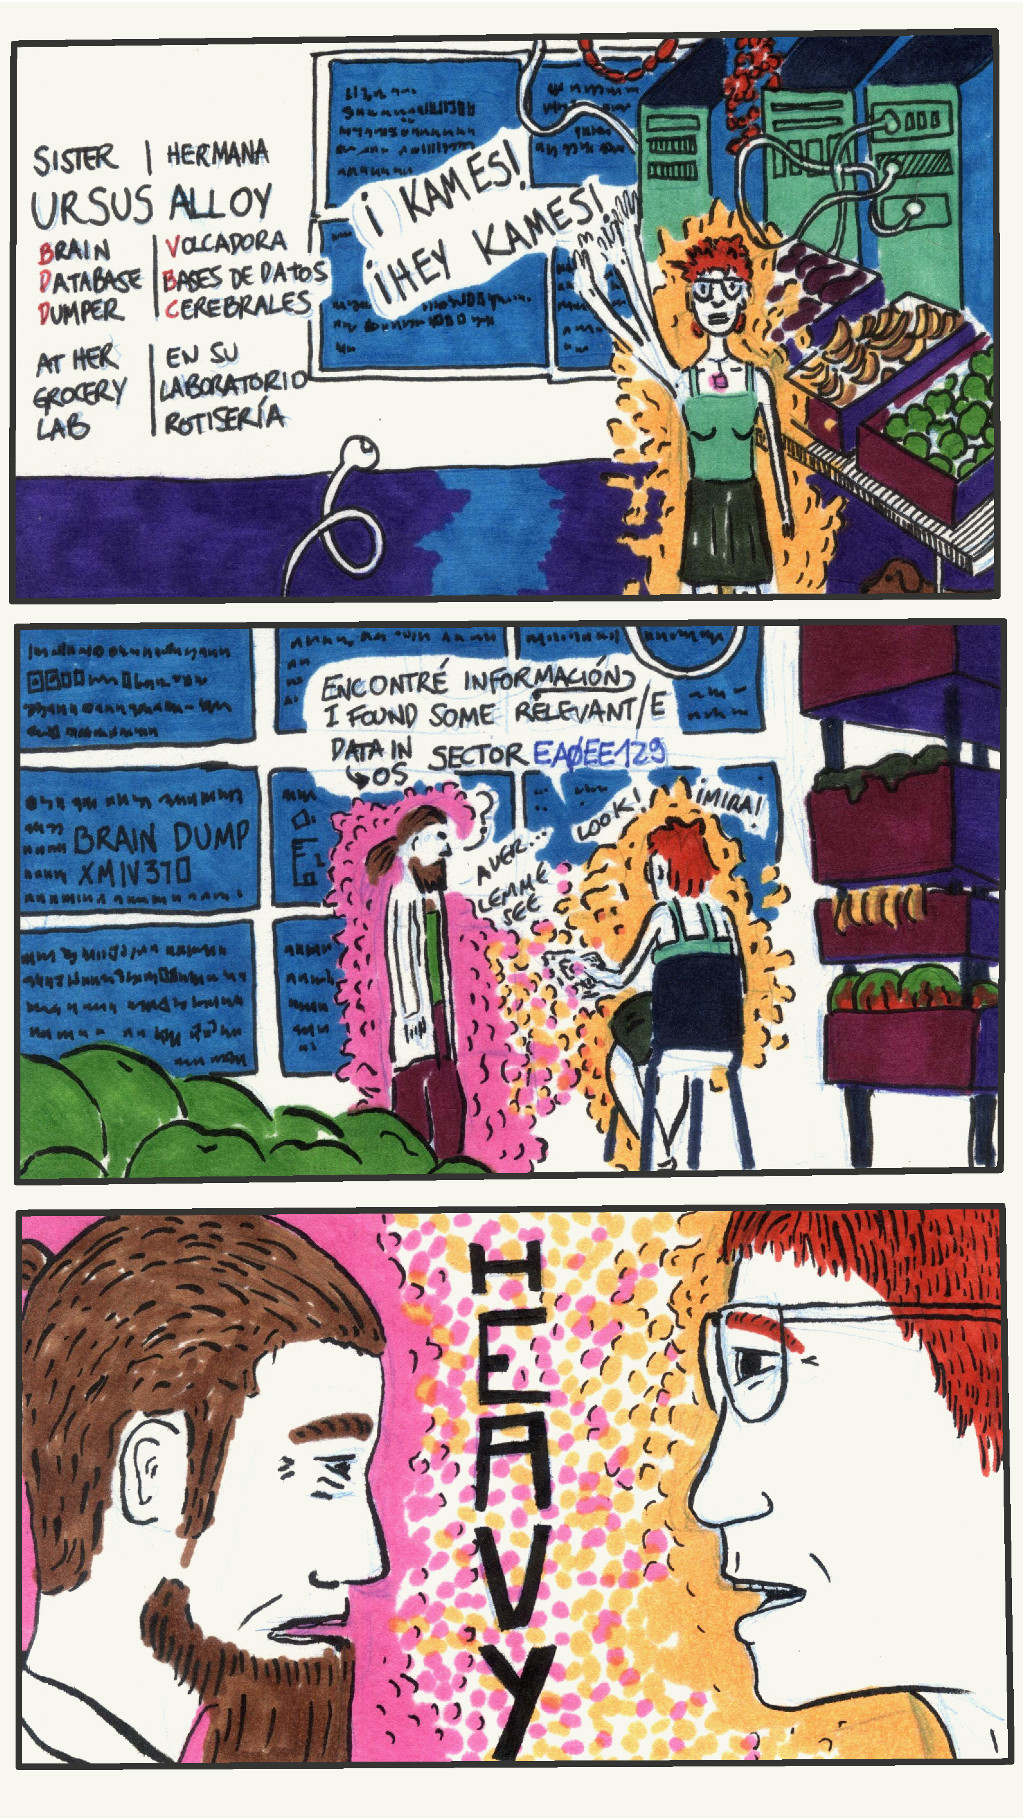 SISTER | HERMANA
URSUS ALLOY
BRAIN | VOLCADORA
DATABASE | BASES DE DATOS
DUMPER | CEREBRALES
AT HER | EN SU
GROCERY | LABORATORIO
LAB | ROTISERÍA
¡KAMES!
¡HEY KAMES!
ENCONTRÉ INFORMACIÓN
I FOUND SOME RELEVANT/E
DATA IN SECTOR EA0EE129
↳OS
BRAIN DUMP
XMIV370
?
A VER...
LEMME
SEE
LOOK! ¡MIRA!
HEAVY